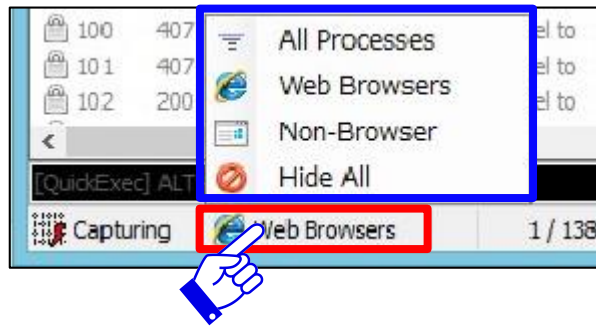 100 407 All Processes el to
101 407 Web Browsers el to
102 200 Non-Browser el to
Hide All
[QuickExec] ALT
Capturing Web Browsers 1 / 138